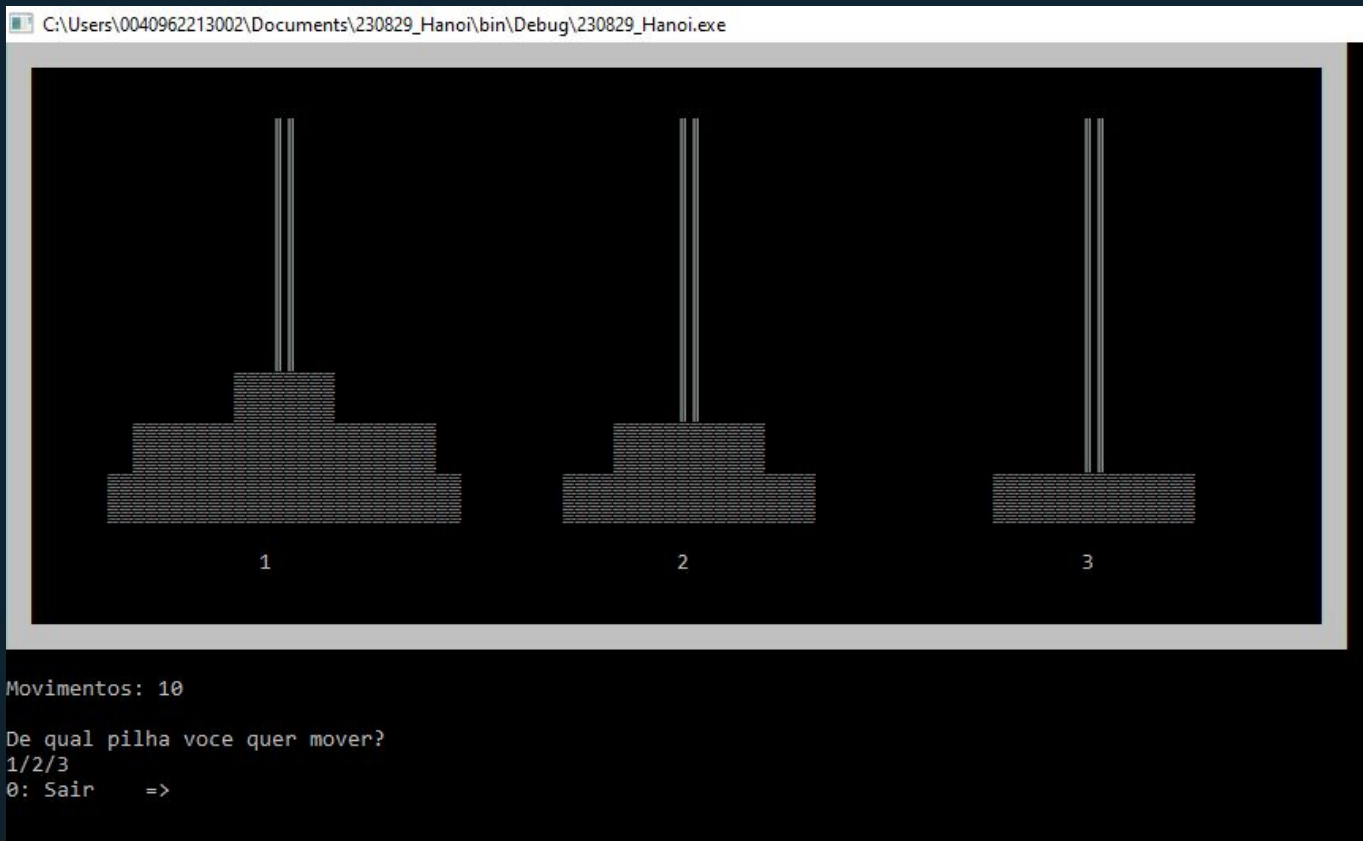 C:\Users\0040962213002\Documents\230829_Hanoi\bin\Debug\230829_Hanoi.exe
1 2 3
Movimentos: 10
De qual pilha voce quer mover?
1/2/3
0: Sair    =>